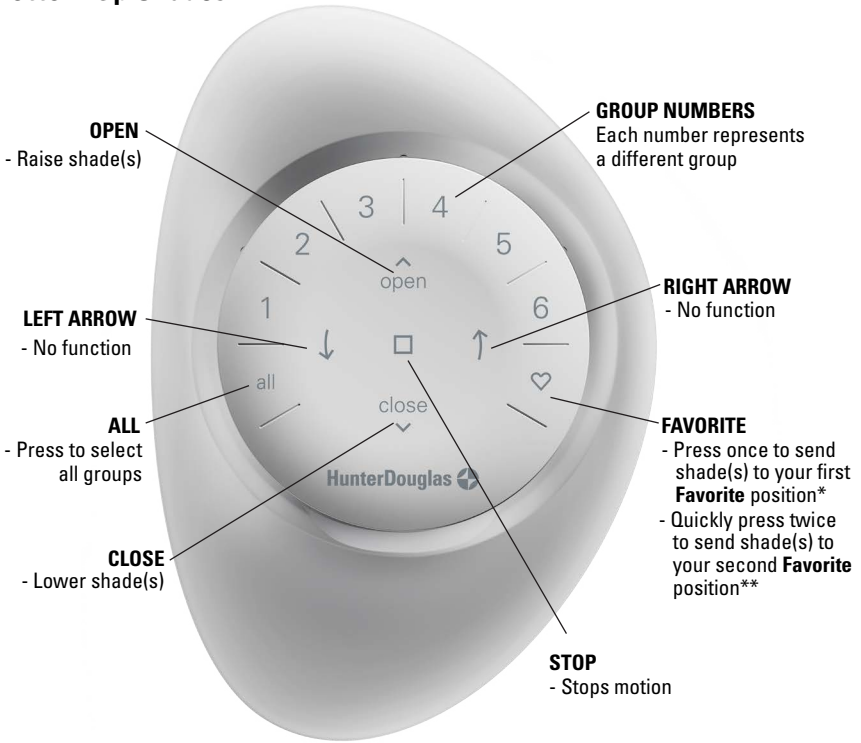 OPEN
- Raise shade(s)
GROUP NUMBERS
Each number represents
a different group
3
4
2
5
open
1
6
LEFT ARROW
- No function
RIGHT ARROW
- No function
all
close
ALL
- Press to select
all groups
FAVORITE
- Press once to send
shade(s) to your first
Favorite position*
- Quickly press twice
to send shade(s) to
your second Favorite
position**
HunterDouglas
CLOSE
- Lower shade(s)
STOP
- Stops motion